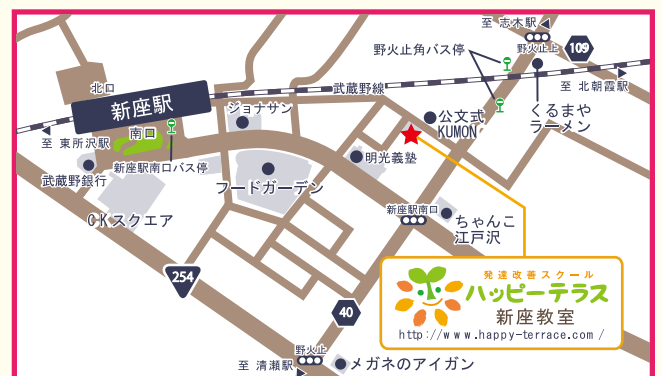 至 志木駅
野火止上
109
野火止角バス停
北口
武蔵野線
至 北朝霞駅
新座駅
ジョナサン
公文式
KUMON
くるまや
ラーメン
南口
至 東所沢駅
新座駅南口バス停
明光義塾
武蔵野銀行
フードガーデン
CKスクエア
新座駅南口
ちゃんこ
江戸沢
254
発達改善スクール
ハッピーテラス
新座教室
http://www.happy-terrace.com/
40
野火止
至 清瀬駅
メガネのアイガン